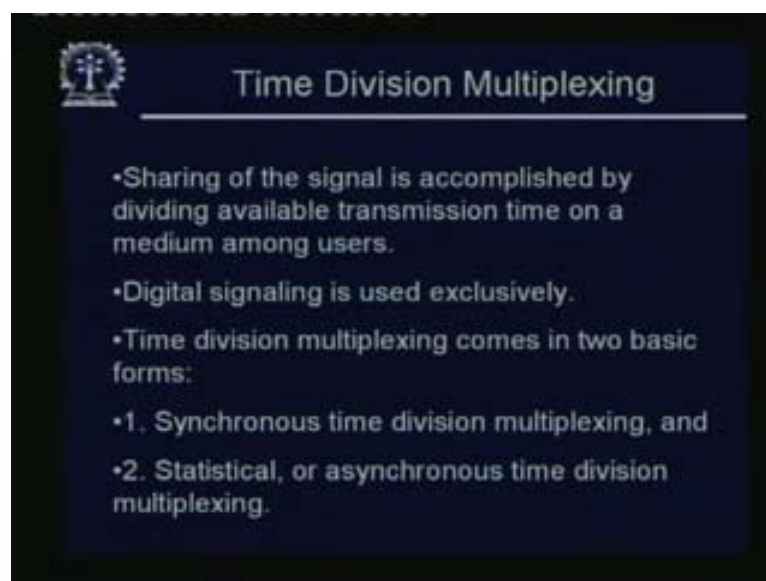 Time Division Multiplexing
•Sharing of the signal is accomplished by
dividing available transmission time on a
medium among users.
•Digital signaling is used exclusively.
•Time division multiplexing comes in two basic
forms:
•1. Synchronous time division multiplexing, and
•2. Statistical, or asynchronous time division
multiplexing.